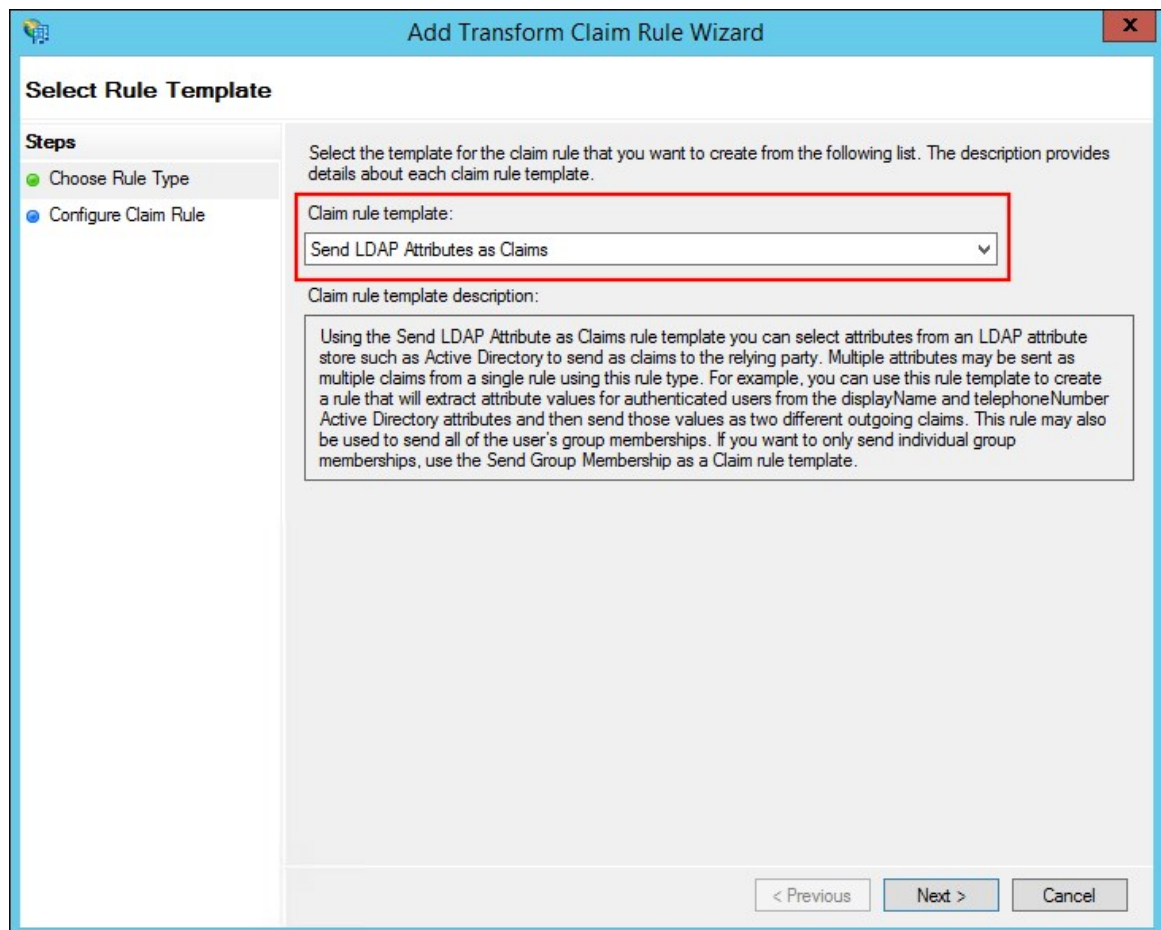 Add Transform Claim Rule Wizard
x
Select Rule Template
Steps
Choose Rule Type
Configure Claim Rule
Select the template for the claim rule that you want to create from the following list. The description provides
details about each claim rule template.
Claim rule template:
Send LDAP Attributes as Claims
Claim rule template description:
Using the Send LDAP Attribute as Claims rule template you can select attributes from an LDAP attribute
store such as Active Directory to send as claims to the relying party. Multiple attributes may be sent as
multiple claims from a single rule using this rule type. For example, you can use this rule template to create
a rule that will extract attribute values for authenticated users from the displayName and telephoneNumber
Active Directory attributes and then send those values as two different outgoing claims. This rule may also
be used to send all of the user's group memberships. If you want to only send individual group
memberships, use the Send Group Membership as a Claim rule template.
< Previous
Next >
Cancel